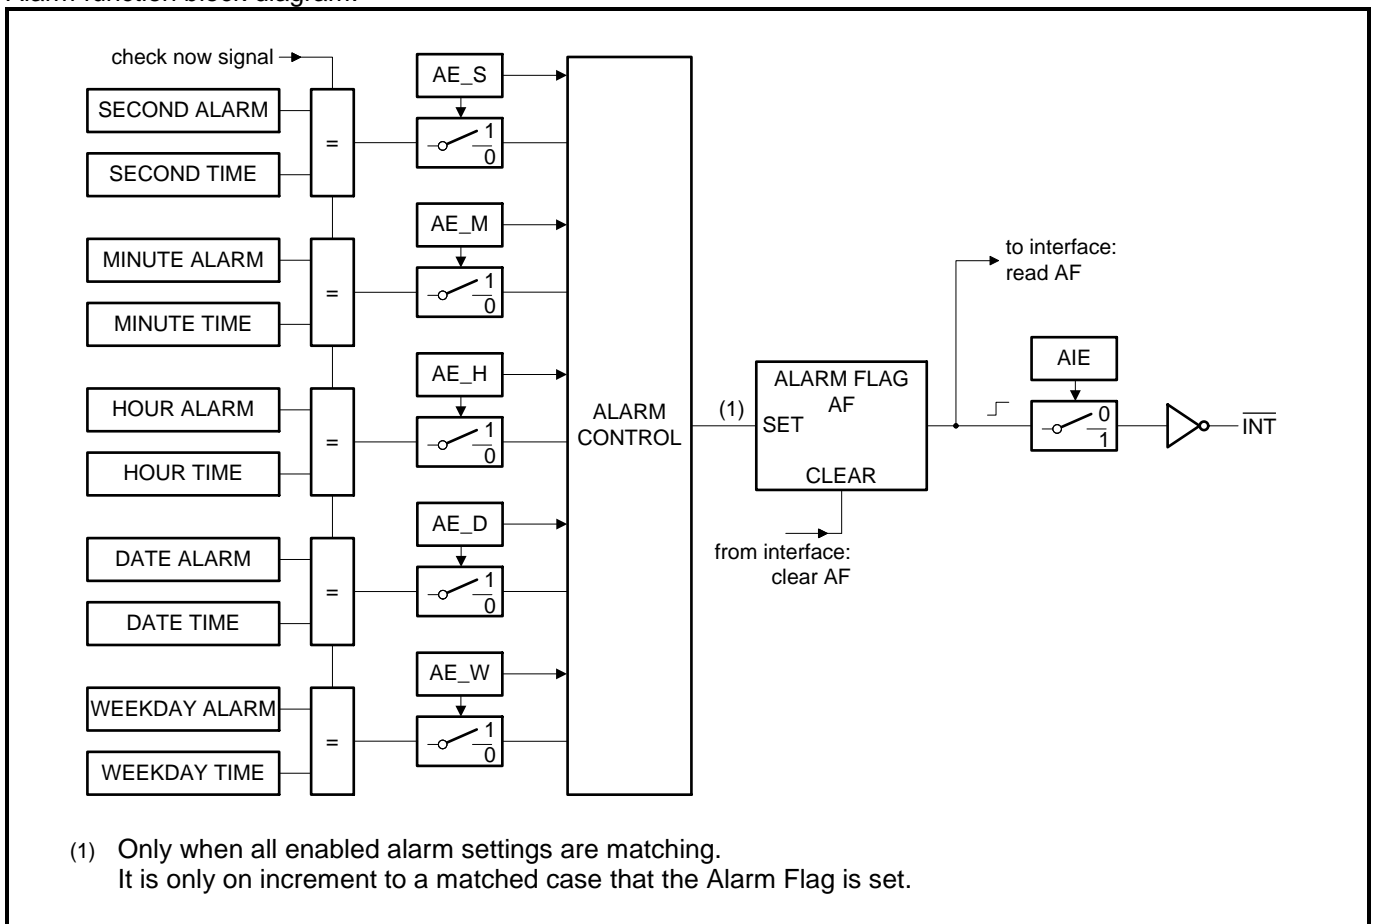 Alarm function block diagram:
check now signal
SECOND ALARM
SECOND TIME
=
AE_S
1
0
MINUTE ALARM
MINUTE TIME
=
AE_M
1
0
HOUR ALARM
HOUR TIME
=
AE_H
1
0
DATE ALARM
DATE TIME
=
AE_D
1
0
WEEKDAY ALARM
WEEKDAY TIME
=
AE_W
1
0
ALARM
CONTROL
(1)
ALARM FLAG
AF
SET
CLEAR
from interface:
clear AF
to interface:
read AF
AIE
0
1
INT
(1) Only when all enabled alarm settings are matching.
It is only on increment to a matched case that the Alarm Flag is set.